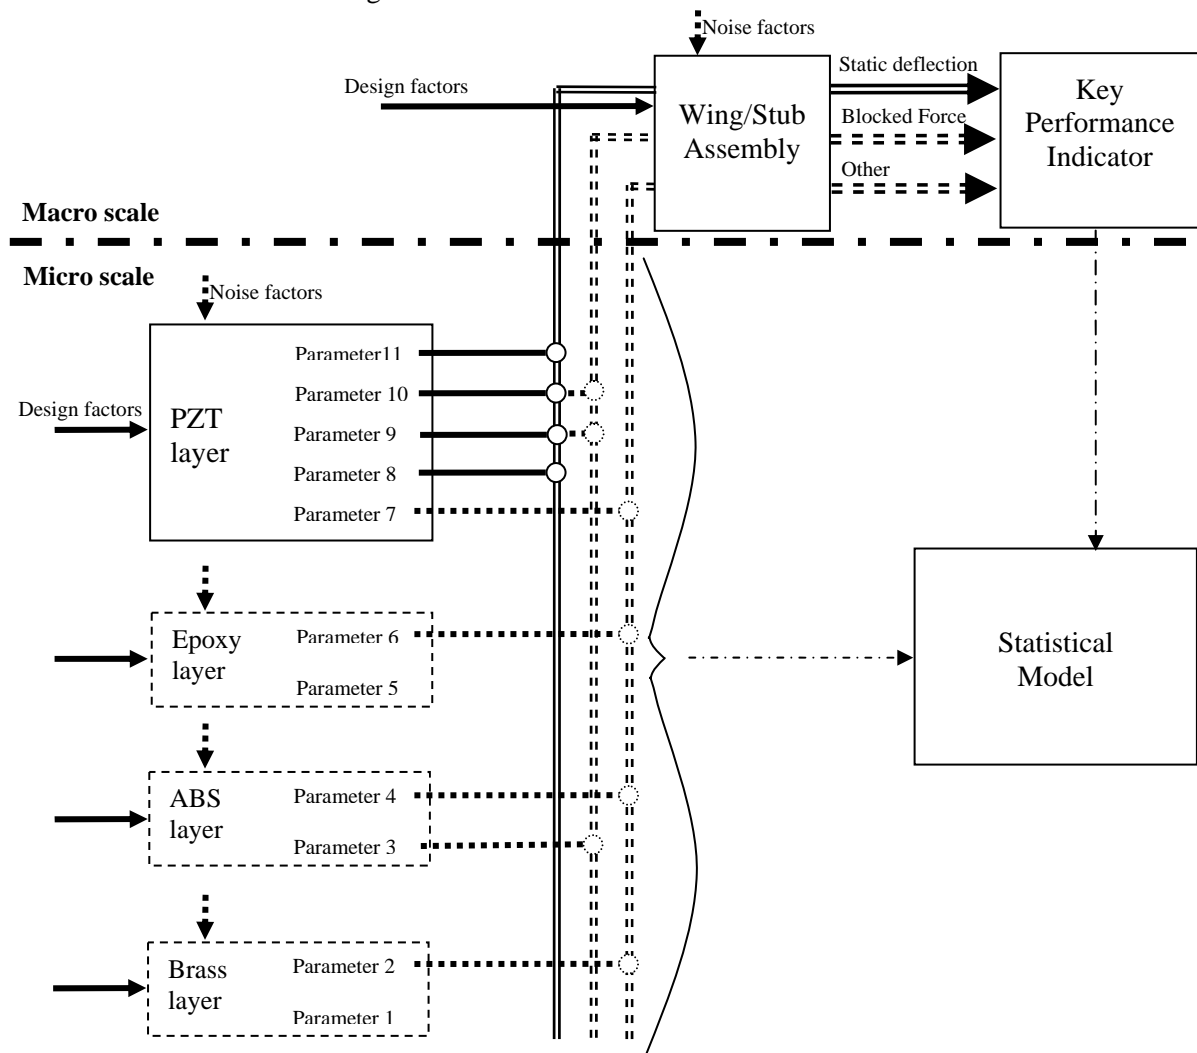 Noise factors
Static deflection
Design factors
Wing/Stub
Assembly
Blocked Force
Other
Key
Performance
Indicator
Macro scale
Micro scale
Noise factors
Parameter11
Parameter 10
Design factors
PZT
layer
Parameter 9
Parameter 8
Parameter 7
Epoxy
layer
Parameter 6
Parameter 5
Statistical
Model
ABS
layer
Parameter 4
Parameter 3
Brass
layer
Parameter 2
Parameter 1